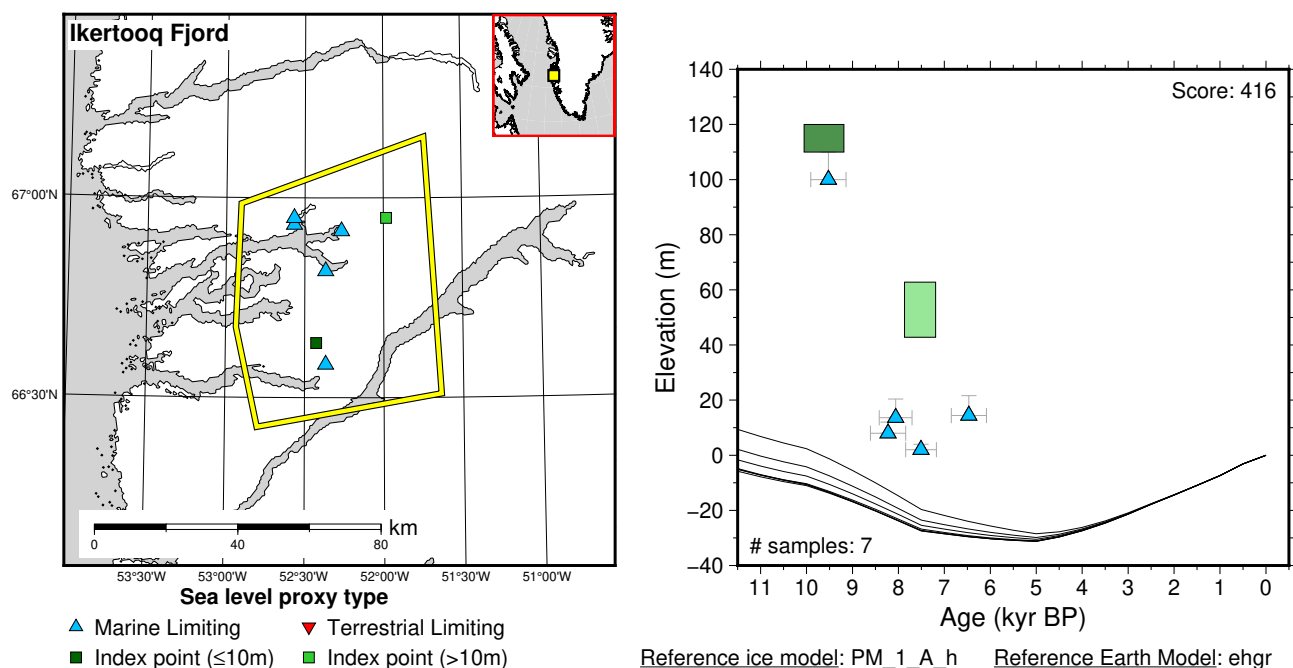 Ikertooq Fjord
67°00'N
66°30'N
km
0 40 80
53°30'W 53°00'W 52°30'W 52°00'W 51°30'W 51°00'W
Sea level proxy type
Marine Limiting
Terrestrial Limiting
Index point (≤10m)
Index point (>10m)
Score: 416
140
120
100
80
60
40
20
0
−20
−40
Elevation (m)
# samples: 7
11 10 9 8 7 6 5 4 3 2 1 0
Age (kyr BP)
Reference ice model: PM_1_A_h Reference Earth Model: ehgr